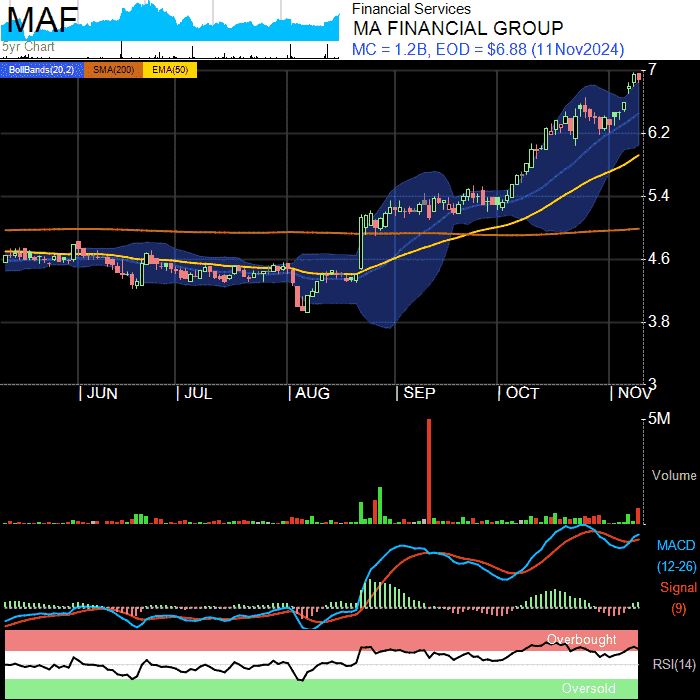 MAF
5yr Chart
Financial Services
MA FINANCIAL GROUP
MC = 1.2B, EOD = $6.88 (11Nov2024)
BollBands(20,2) SMA(200) EMA(50)
7
6.2
5.4
4.6
3.8
3
JUN JUL AUG SEP OCT NOV
5M
Volume
MACD
(12-26)
Signal
(9)
Overbought
RSI(14)
Oversold